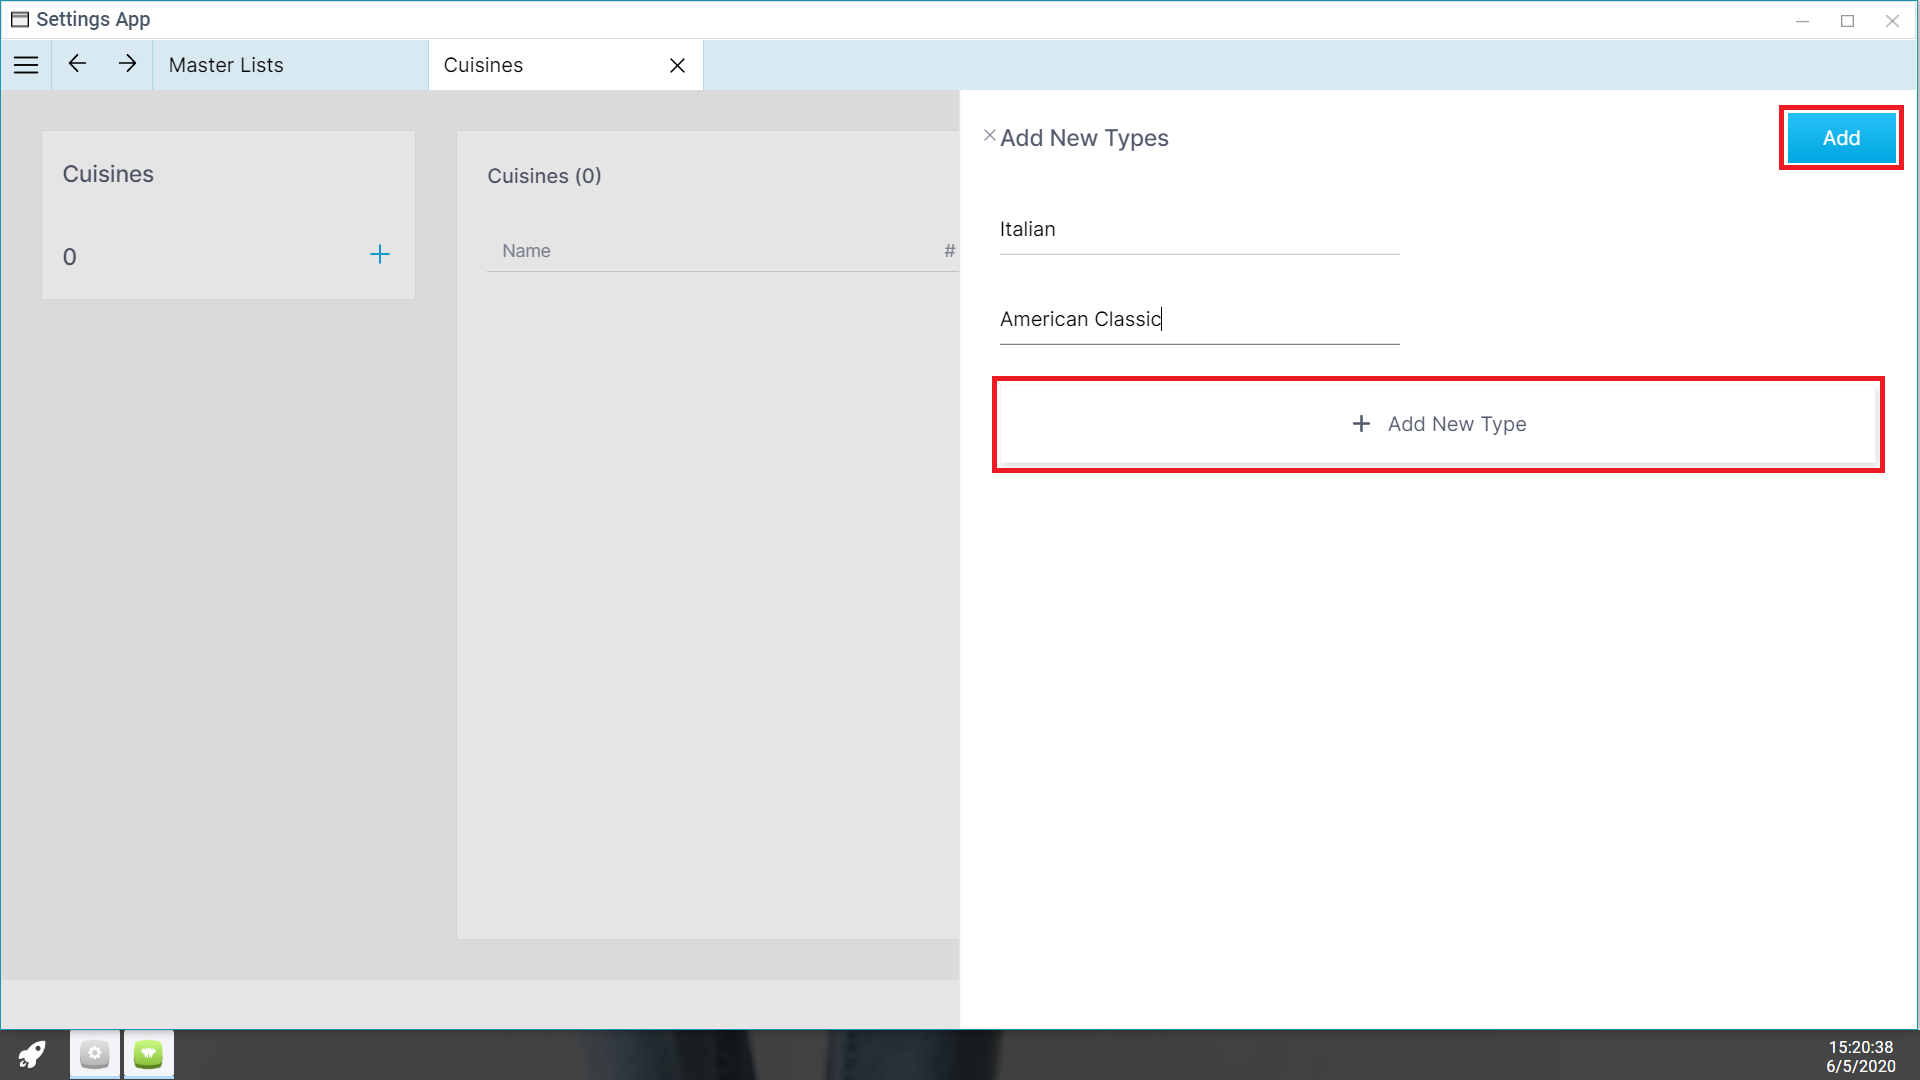 Settings App
Master Lists
Cuisines
Cuisines
0
Cuisines (0)
Name
#
Add New Types
Add
Italian
American Classic
+ Add New Type
15:20:38
6/5/2020